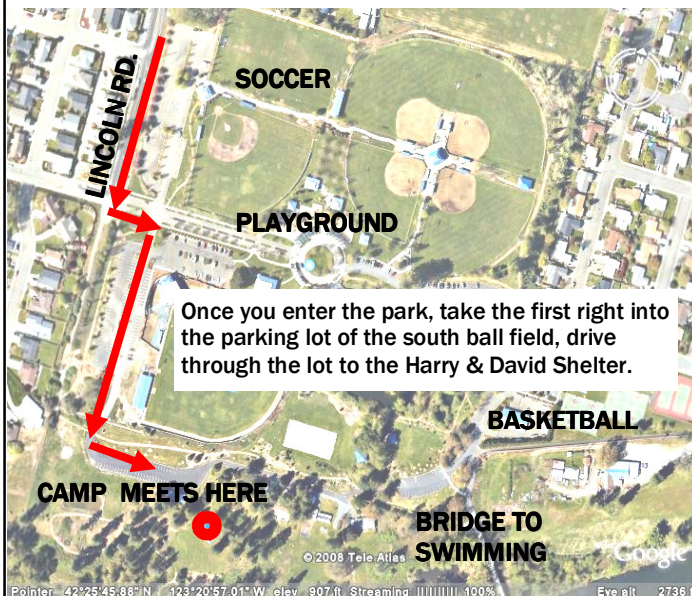 SOCCER
LINCOLN RD.
PLAYGROUND
Once you enter the park, take the first right into
the parking lot of the south ball field, drive
through the lot to the Harry & David Shelter.
BASKETBALL
CAMP MEETS HERE
BRIDGE TO
SWIMMING
© 2008 Tele Atlas
Google
Pointer 42°25'45.88" N 123°20'57.01" W elev 907 ft Streaming ||||||||| 100% Eye alt 2736